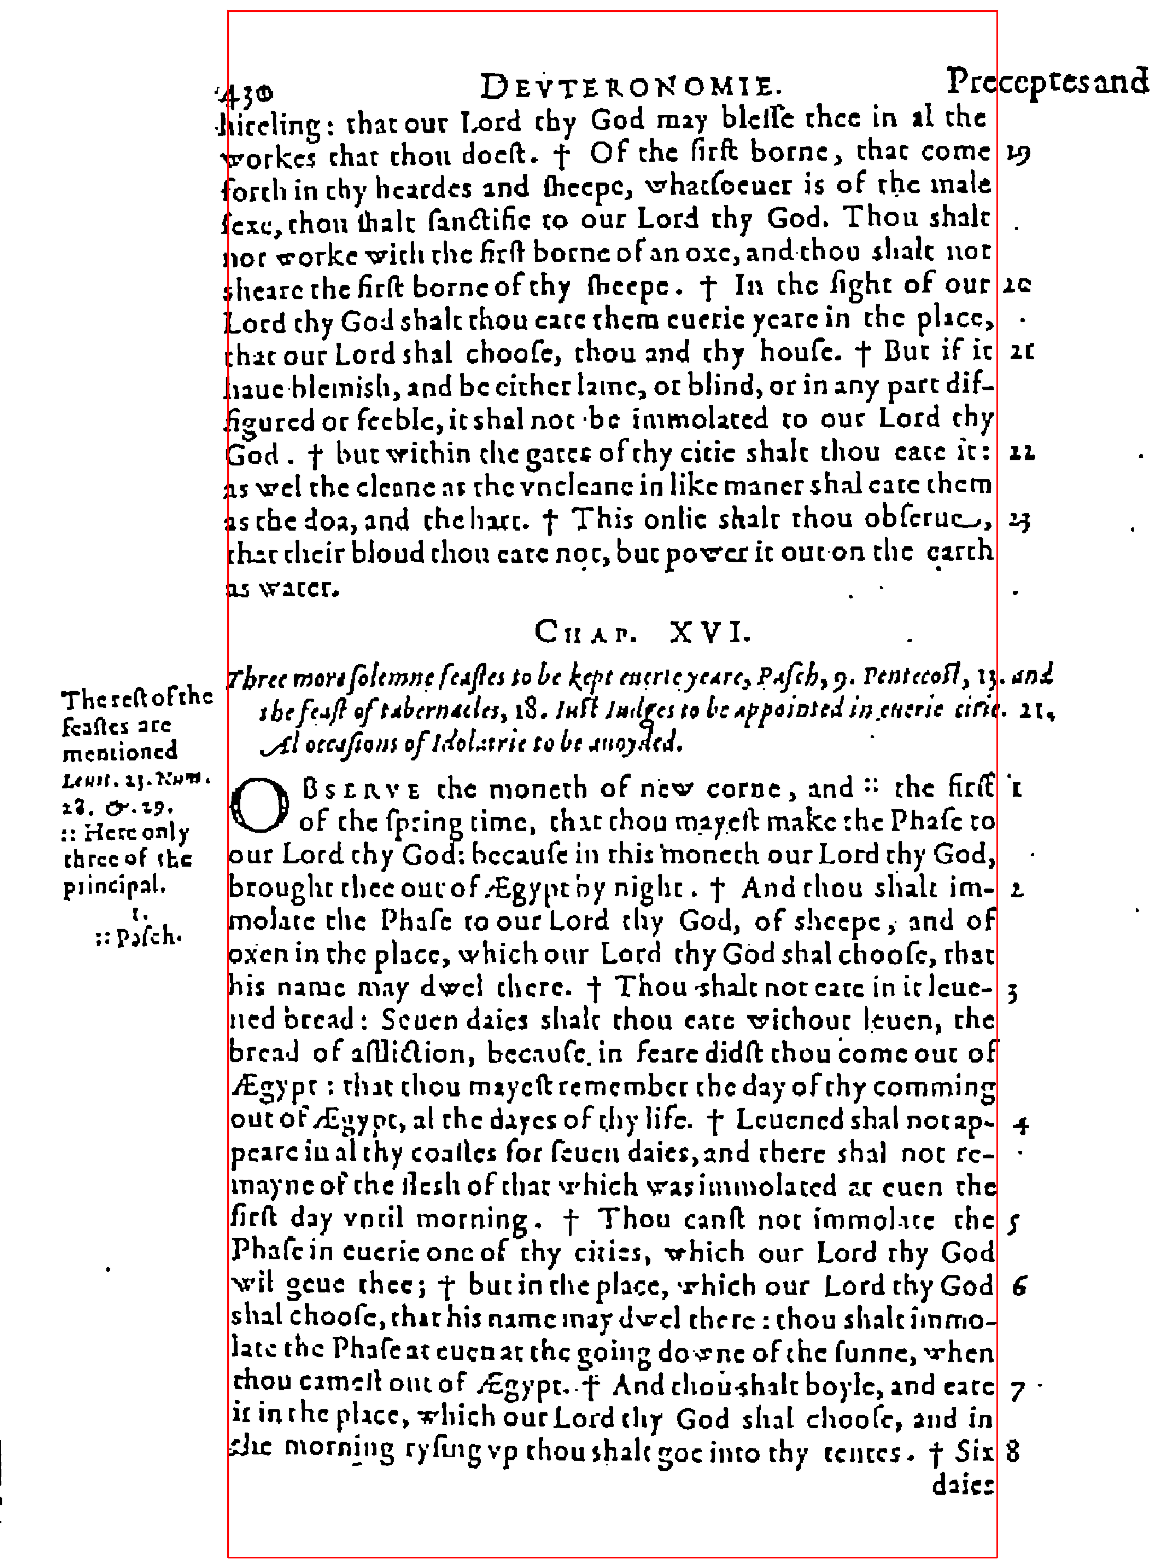 430 DEVTERONOMIE. Preceptes and
hireling: that our Lord thy God may blesse thee in al the
workes that thou doest. † Of the first borne, that come 19
forth in thy heardes and ſheepe, whatſoeuer is of the male
ſexe, thou ſhalt ſanctifie to our Lord thy God. Thou shalt
not worke with the firſt borne of an oxe, and thou shalt not
sheare the firſt borne of thy ſheepe. † In the ſight of our 20
Lord thy God shalt thou eate them euerie yeare in the place,
that our Lord shal chooſe, thou and thy houſe. † But if it 21
haue blemish, and be either lame, or blind, or in any part diſ-
figured or feeble, it shal not be immolated to our Lord thy
God. † but within the gates of thy citie shalt thou eate it: 22
as wel the cleane as the vncleane in like maner shal eate them
as the doa, and the hart. † This onlie shalt thou obſerue, 23
that their bloud thou eate not, but power it out on the earth
as water.
CHAP. XVI.
Three more ſolemne feaſtes to be kept euerie yeare, Paſch, 9. Pentecoſt, 13. and
the feaſt of tabernacles, 18. Iuſt Iudges to be appointed in euerie citie. 21.
Al occaſions of Idolatrie to be auoyded.
The reſt of the
feaſtes are
mentioned
Leuit. 23. Num.
28. & 29.
:: Here only
three of the
principal.
1.
:: Paſch.
OBSERVE the moneth of new corne, and :: the firſt 1
of the ſpring time, that thou mayeſt make the Phaſe to
our Lord thy God: becauſe in this moneth our Lord thy God,
brought thee out of Ægypt by night. † And thou shalt im- 2
molate the Phaſe to our Lord thy God, of sheepe, and of
oxen in the place, which our Lord thy God shal chooſe, that
his name may dwel there. † Thou shalt not eate in it leue- 3
ned bread: Seuen daies shalt thou eate without leuen, the
bread of affliction, becauſe in feare didſt thou come out of
Ægypt: that thou mayeſt remember the day of thy comming
out of Ægypt, al the dayes of thy life. † Leuened shal not ap- 4
peare in al thy coaſtes for ſeuen daies, and there shal not re-
mayne of the flesh of that which was immolated at euen the
firſt day vntil morning. † Thou canſt not immolate the 5
Phaſe in euerie one of thy cities, which our Lord thy God
wil geue thee; † but in the place, which our Lord thy God 6
shal chooſe, that his name may dwel there: thou shalt immo-
late the Phaſe at euen at the going downe of the ſunne, when
thou cameſt out of Ægypt. † And thou shalt boyle, and eate 7
it in the place, which our Lord thy God shal chooſe, and in
the morning ryſing vp thou shalt goe into thy tentes. † Six 8
daies